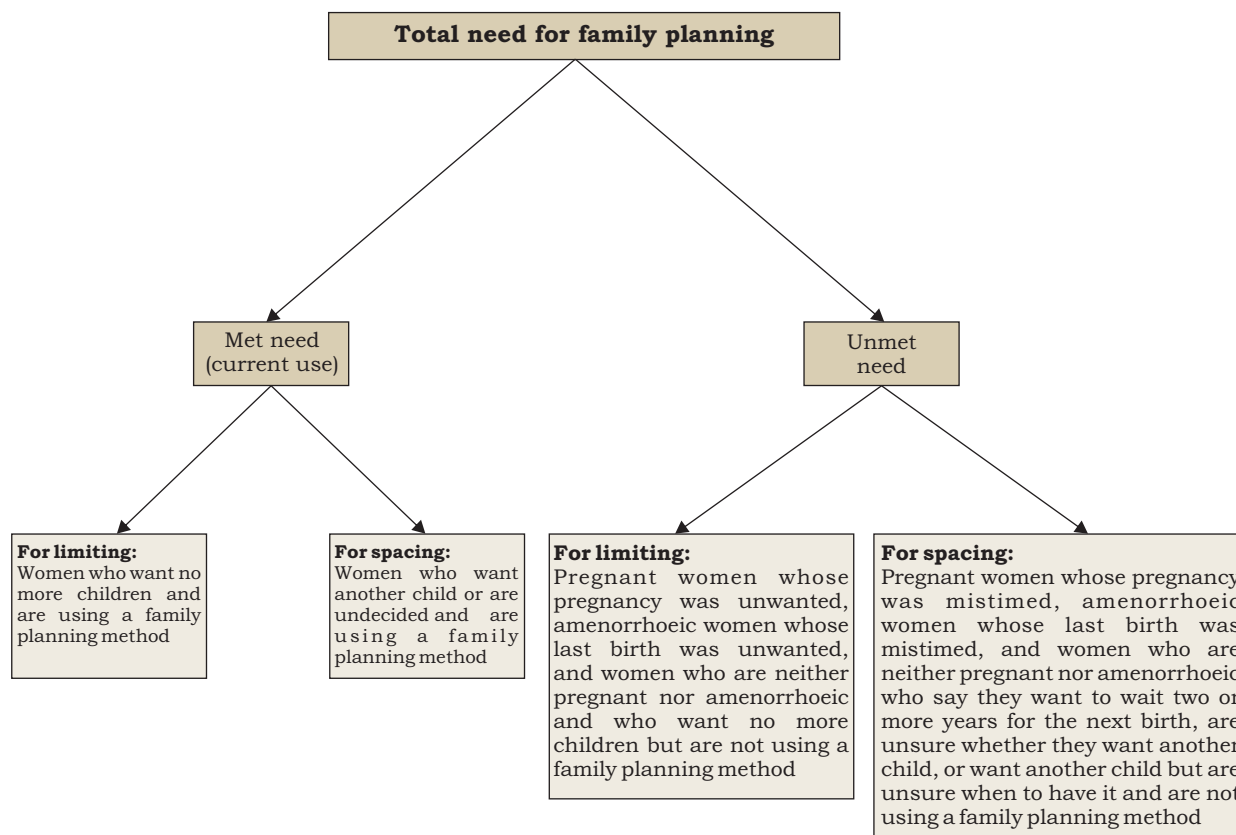 Total need for family planning
Met need
(current use)
Unmet
need
For limiting:
Women who want no
more children and
are using a family
planning method
For spacing:
Women who want
another child or are
undecided and are
using a family
planning method
For limiting:
Pregnant women whose
pregnancy was unwanted,
amenorrhoeic women whose
last birth was unwanted,
and women who are neither
pregnant nor amenorrhoeic
and who want no more
children but are not using a
family planning method
For spacing:
Pregnant women whose pregnancy
was mistimed, amenorrhoeic
women whose last birth was
mistimed, and women who are
neither pregnant nor amenorrhoeic
who say they want to wait two or
more years for the next birth, are
unsure whether they want another
child, or want another child but are
unsure when to have it and are not
using a family planning method